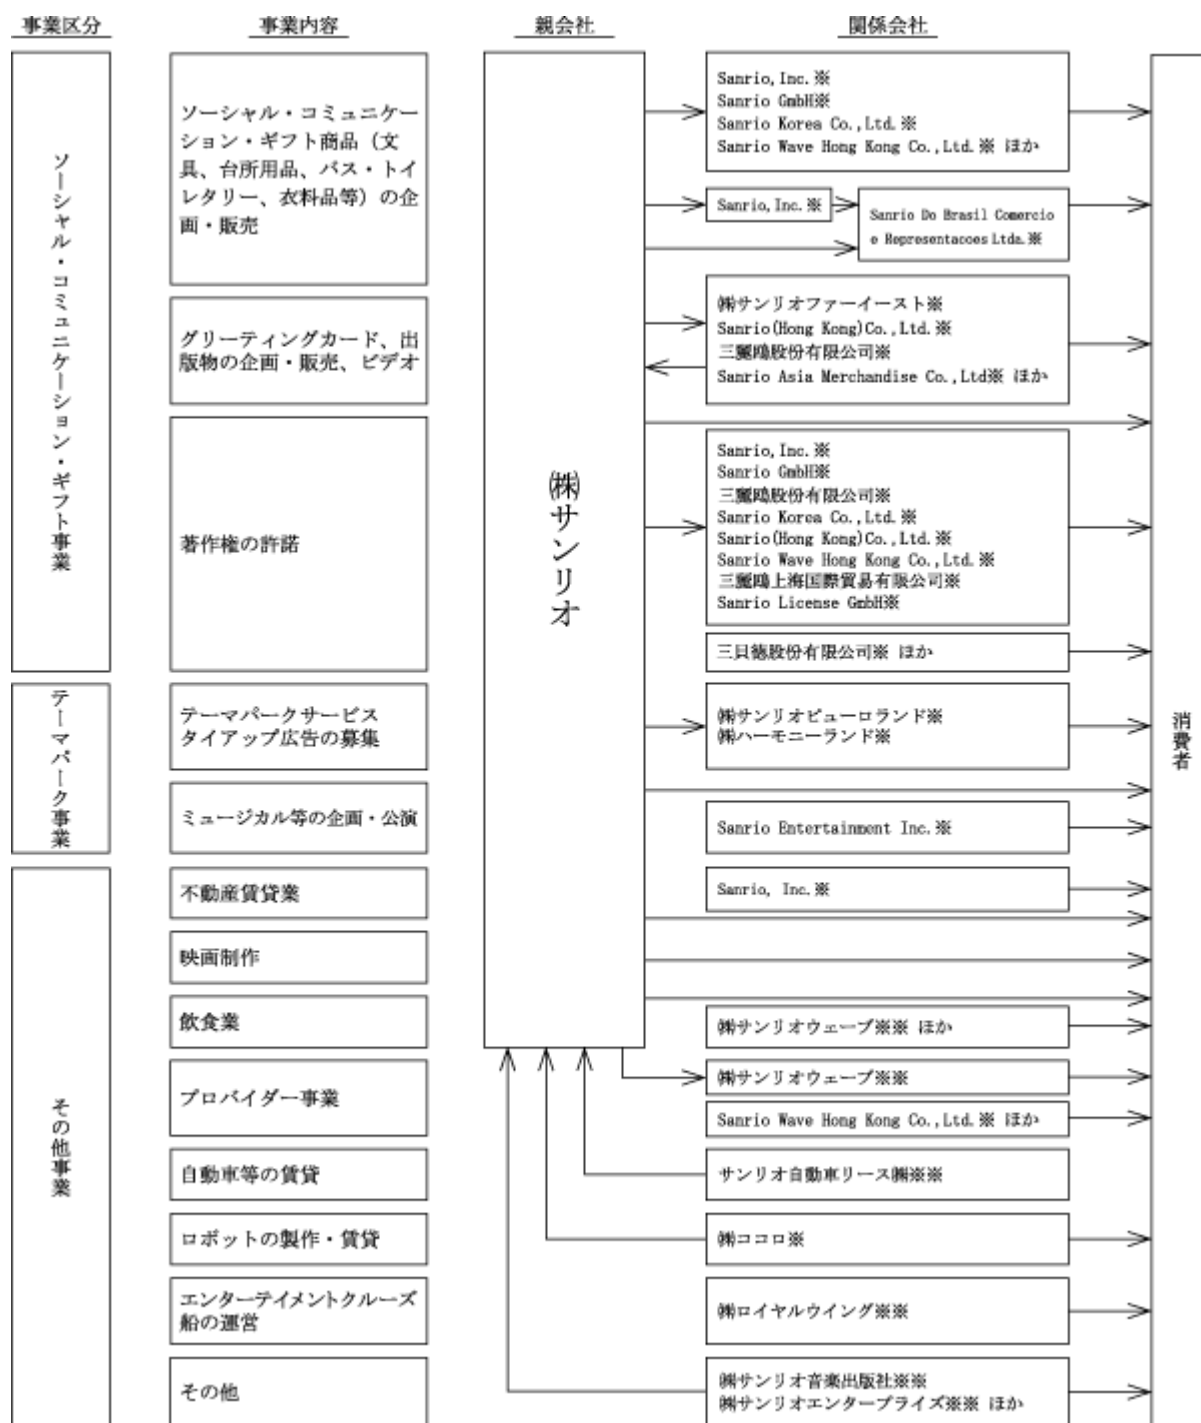 事業区分 事業内容 親会社 関係会社
ソーシャル・コミュニケーション・ギフト事業
ソーシャル・コミュニケー
ション・ギフト商品（文
具、台所用品、バス・トイ
レタリー、衣料品等）の企
画・販売
グリーティングカード、出
版物の企画・販売、ビデオ
著作権の許諾
テーマパーク事業
テーマパークサービス
タイアップ広告の募集
ミュージカル等の企画・公演
その他事業
不動産賃貸業
映画制作
飲食業
プロバイダー事業
自動車等の賃貸
ロボットの製作・賃貸
エンターテイメントクルーズ
船の運営
その他
㈱サンリオ
Sanrio,Inc.※
Sanrio GmbH※
Sanrio Korea Co.,Ltd.※
Sanrio Wave Hong Kong Co.,Ltd.※ ほか
Sanrio,Inc.※
Sanrio Do Brasil Comercio
e Representacoes Ltda.※
㈱サンリオファーイースト※
Sanrio(Hong Kong)Co.,Ltd.※
三麗鴎股份有限公司※
Sanrio Asia Merchandise Co.,Ltd※ ほか
Sanrio,Inc.※
Sanrio GmbH※
三麗鴎股份有限公司※
Sanrio Korea Co.,Ltd.※
Sanrio(Hong Kong)Co.,Ltd.※
Sanrio Wave Hong Kong Co.,Ltd.※
三麗鴎上海国際貿易有限公司※
Sanrio License GmbH※
三貝徳股份有限公司※ ほか
㈱サンリオピューロランド※
㈱ハーモニーランド※
Sanrio Entertainment Inc.※
Sanrio, Inc.※
㈱サンリオウェーブ※※ ほか
㈱サンリオウェーブ※※
Sanrio Wave Hong Kong Co.,Ltd.※ ほか
サンリオ自動車リース㈱※※
㈱ココロ※
㈱ロイヤルウイング※※
㈱サンリオ音楽出版社※※
㈱サンリオエンタープライズ※※ ほか
消費者